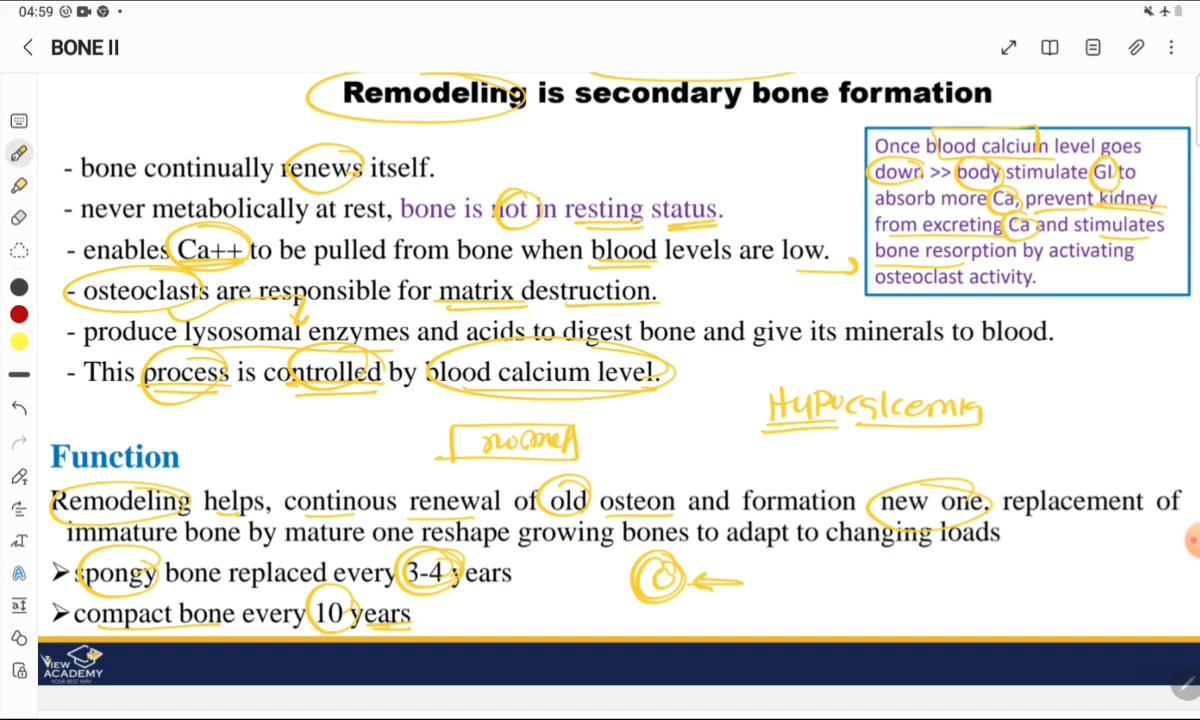 04:59
BONE II
Remodeling is secondary bone formation
- bone continually renews itself.
- never metabolically at rest, bone is not in resting status.
- enables Ca++ to be pulled from bone when blood levels are low.
- osteoclasts are responsible for matrix destruction.
- produce lysosomal enzymes and acids to digest bone and give its minerals to blood.
- This process is controlled by blood calcium level.
Once blood calcium level goes
down >> body stimulate GI to
absorb more Ca, prevent kidney
from excreting Ca and stimulates
bone resorption by activating
osteoclast activity.
Hypocalcemia
normal
Function
Remodeling helps, continous renewal of old osteon and formation new one, replacement of
immature bone by mature one reshape growing bones to adapt to changing loads
➢spongy bone replaced every 3-4 years
➢compact bone every 10 years
VIEW
ACADEMY
YOUR BEST WAY